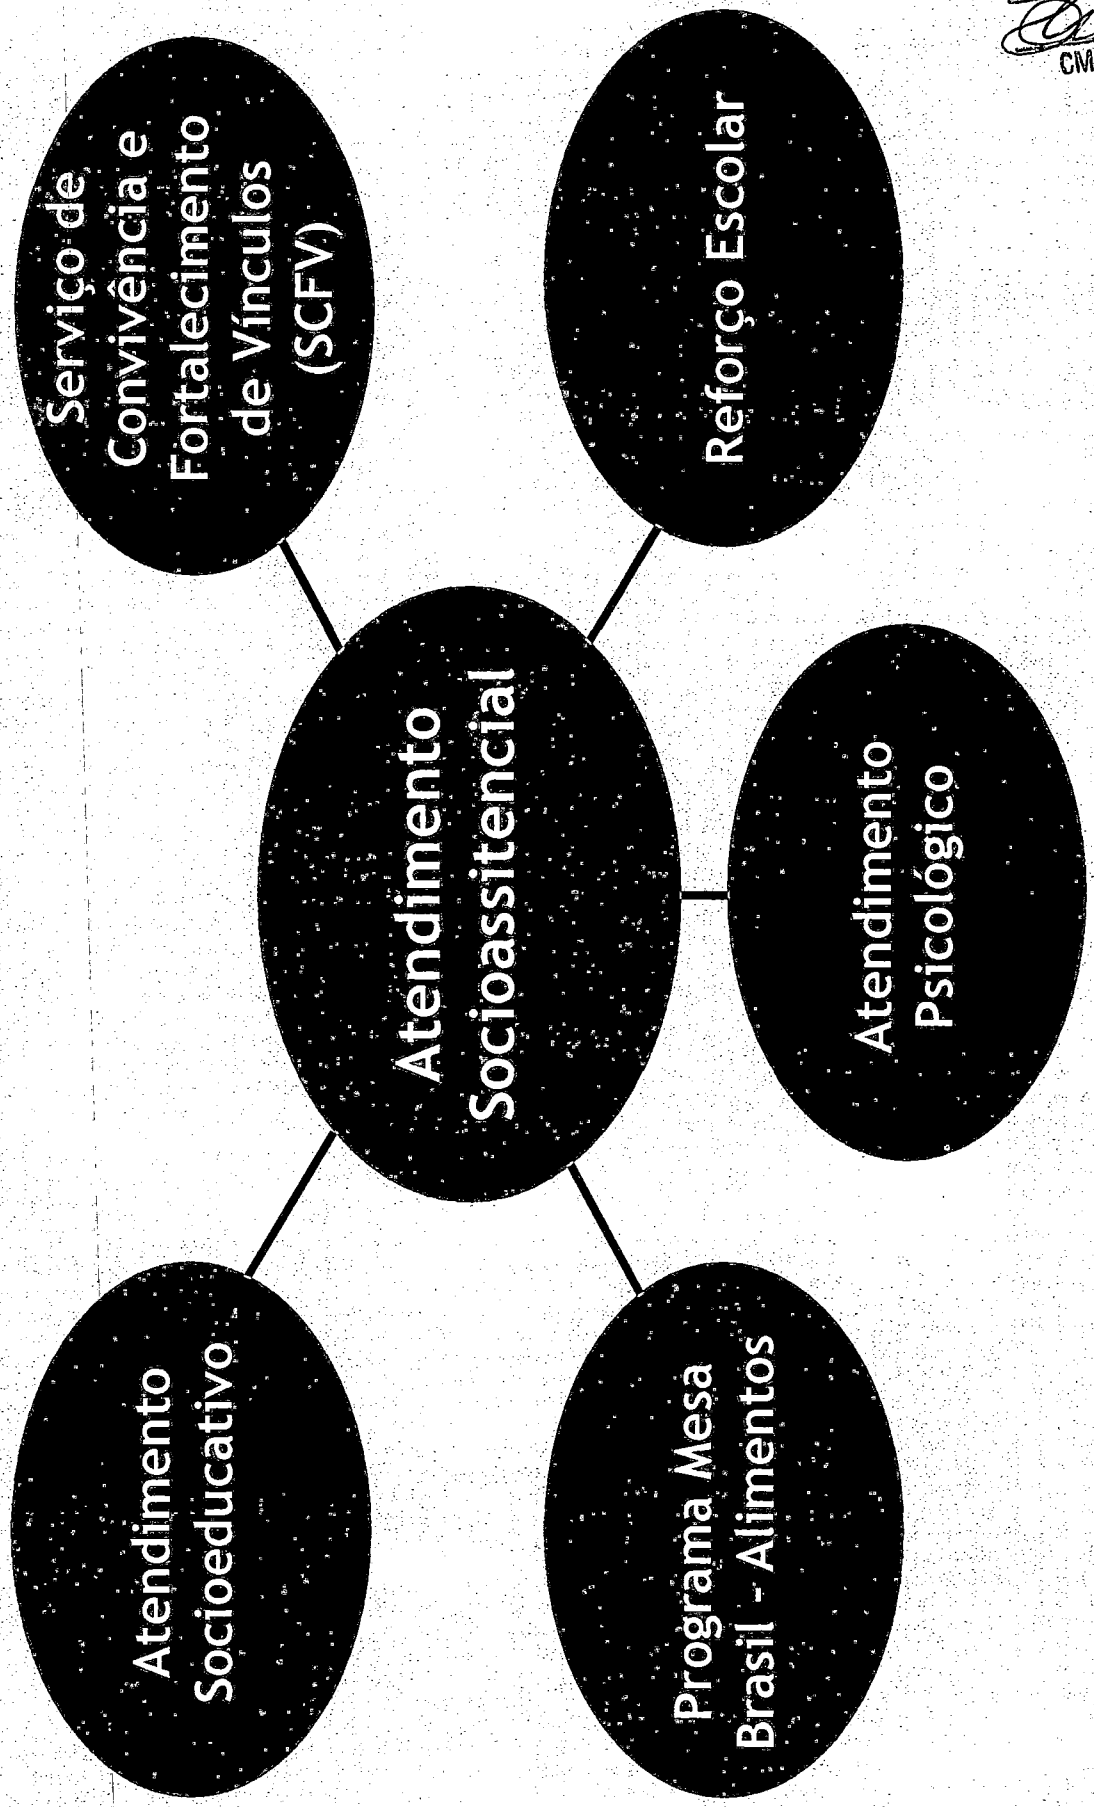 Atendimento
Socioeducativo
Serviço de
Convivência e
Fortalecimento
de Vínculos
(SCFV)
Atendimento
Socioassitencial
Programa Mesa
Brasil - Alimentos
Atendimento
Psicológico
Reforço Escolar
CM